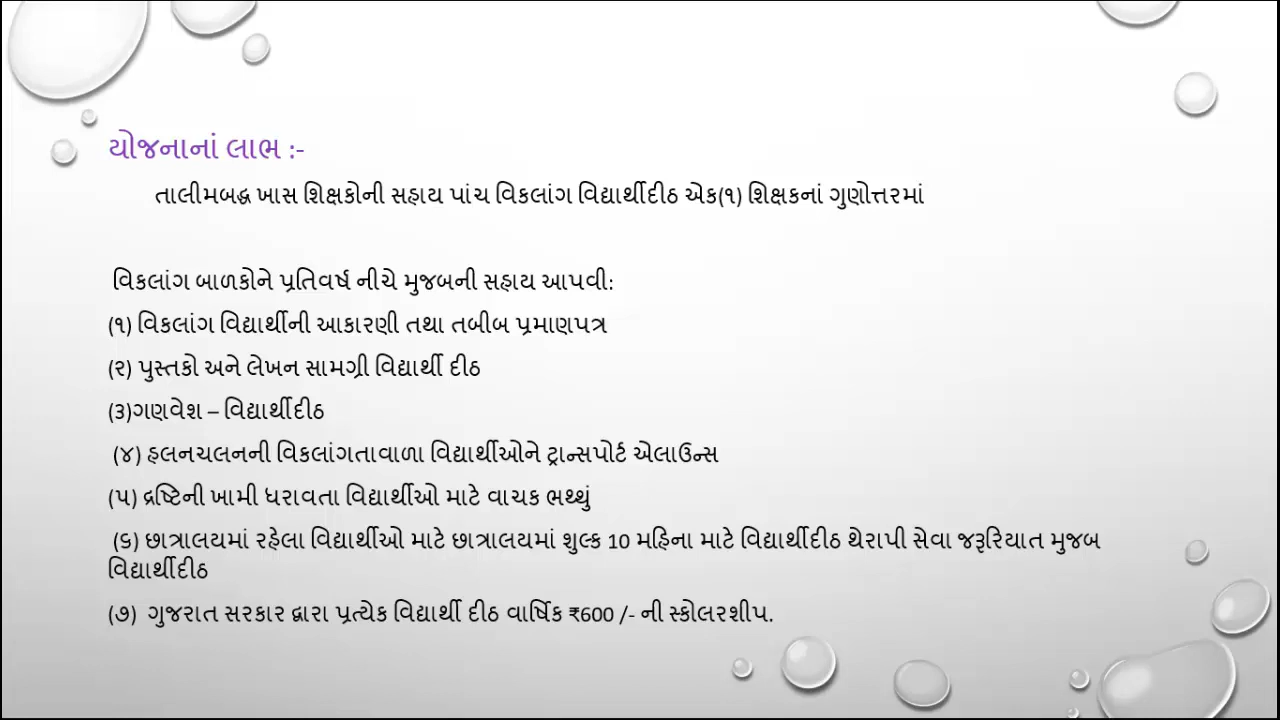 યોજનાનાં લાભ :-
તાલીમબદ્ધ ખાસ શિક્ષકોની સહાય પાંચ વિકલાંગ વિદ્યાર્થીદીઠ એક(૧) શિક્ષકનાં ગુણોત્તરમાં
વિકલાંગ બાળકોને પ્રતિવર્ષ નીચે મુજબની સહાય આપવી:
(૧) વિકલાંગ વિદ્યાર્થીની આકારણી તથા તબીબ પ્રમાણપત્ર
(૨) પુસ્તકો અને લેખન સામગ્રી વિદ્યાર્થી દીઠ
(૩)ગણવેશ – વિદ્યાર્થીદીઠ
(૪) હલનચલનની વિકલાંગતાવાળા વિદ્યાર્થીઓને ટ્રાન્સપોર્ટ એલાઉન્સ
(૫) દ્રષ્ટિની ખામી ધરાવતા વિદ્યાર્થીઓ માટે વાચક ભથ્થું
(૬) છાત્રાલયમાં રહેલા વિદ્યાર્થીઓ માટે છાત્રાલયમાં શુલ્ક 10 મહિના માટે વિદ્યાર્થીદીઠ થેરાપી સેવા જરૂરિયાત મુજબ
વિદ્યાર્થીદીઠ
(૭) ગુજરાત સરકાર દ્વારા પ્રત્યેક વિદ્યાર્થી દીઠ વાર્ષિક ₹600 /- ની સ્કોલરશીપ.